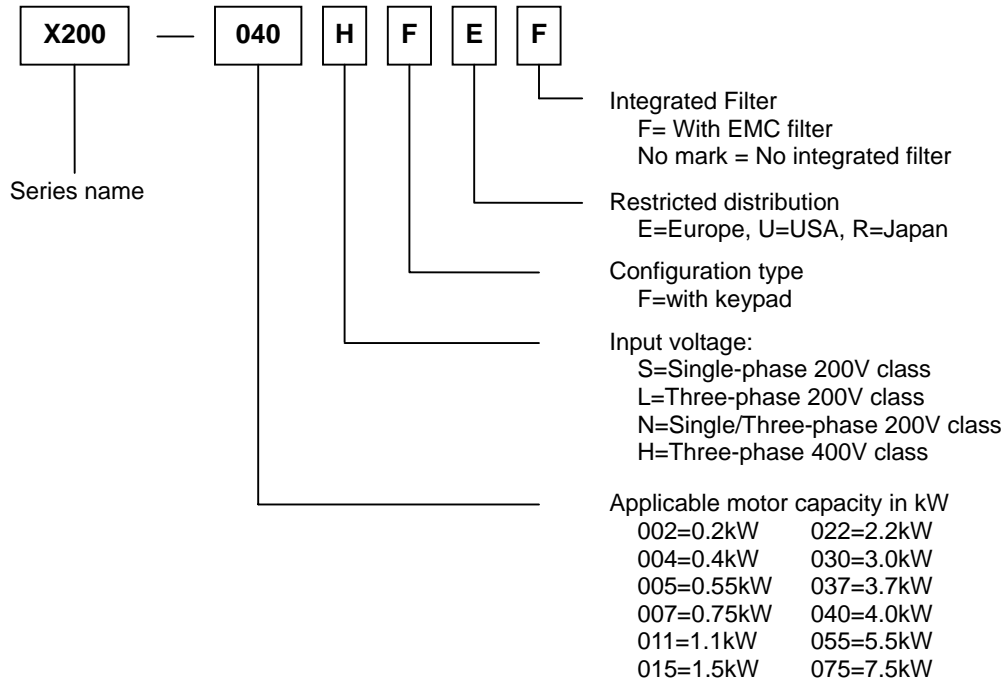 X200 — 040 H F E F
Integrated Filter
F= With EMC filter
No mark = No integrated filter
Series name
Restricted distribution
E=Europe, U=USA, R=Japan
Configuration type
F=with keypad
Input voltage:
S=Single-phase 200V class
L=Three-phase 200V class
N=Single/Three-phase 200V class
H=Three-phase 400V class
Applicable motor capacity in kW
002=0.2kW 022=2.2kW
004=0.4kW 030=3.0kW
005=0.55kW 037=3.7kW
007=0.75kW 040=4.0kW
011=1.1kW 055=5.5kW
015=1.5kW 075=7.5kW